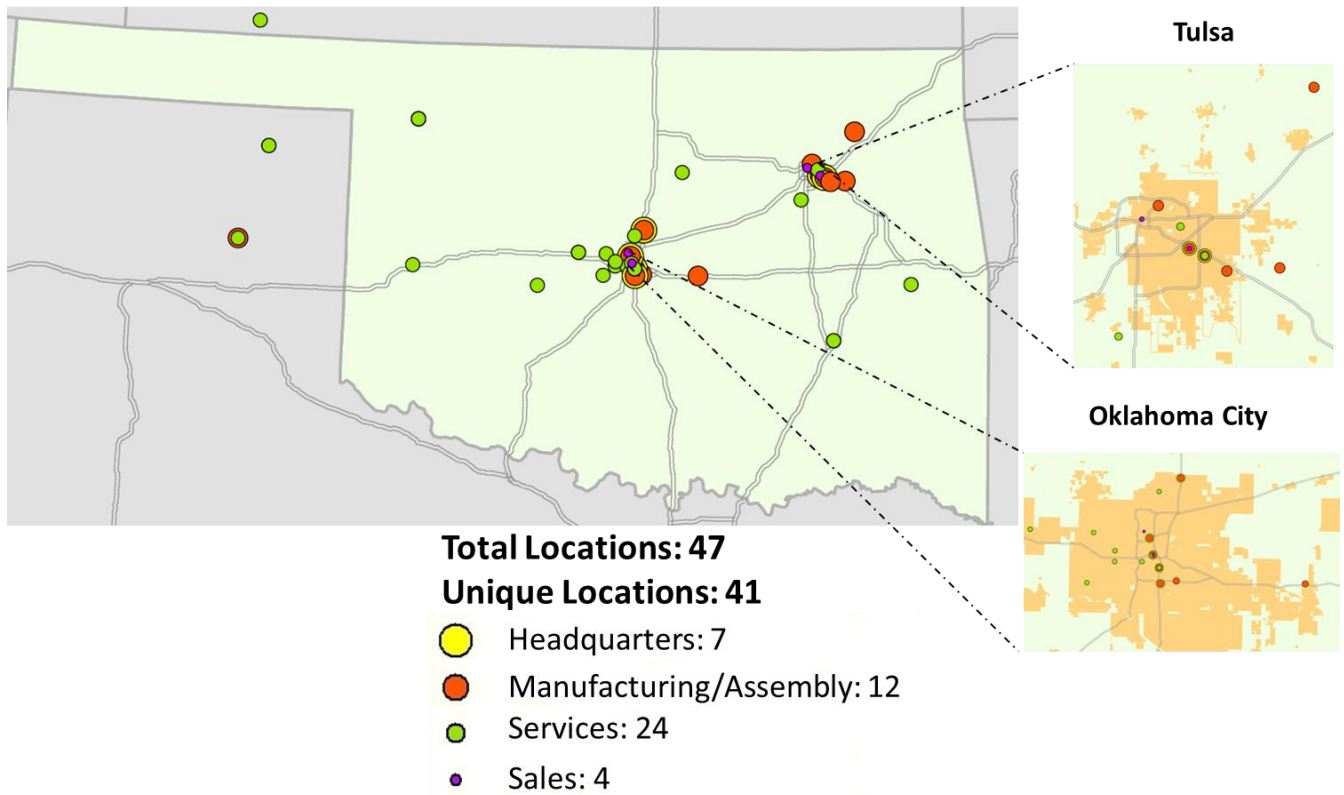 Tulsa
Oklahoma City
Total Locations: 47
Unique Locations: 41
Headquarters: 7
Manufacturing/Assembly: 12
Services: 24
Sales: 4